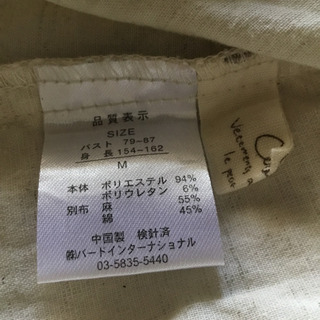 品質表示
SIZE
バスト 79-87
身長 154-162
M
本体 ポリエステル 94%
ポリウレタン 6%
別布 麻 55%
綿 45%
中国製 検針済
㈱バードインターナショナル
03-5835-5440